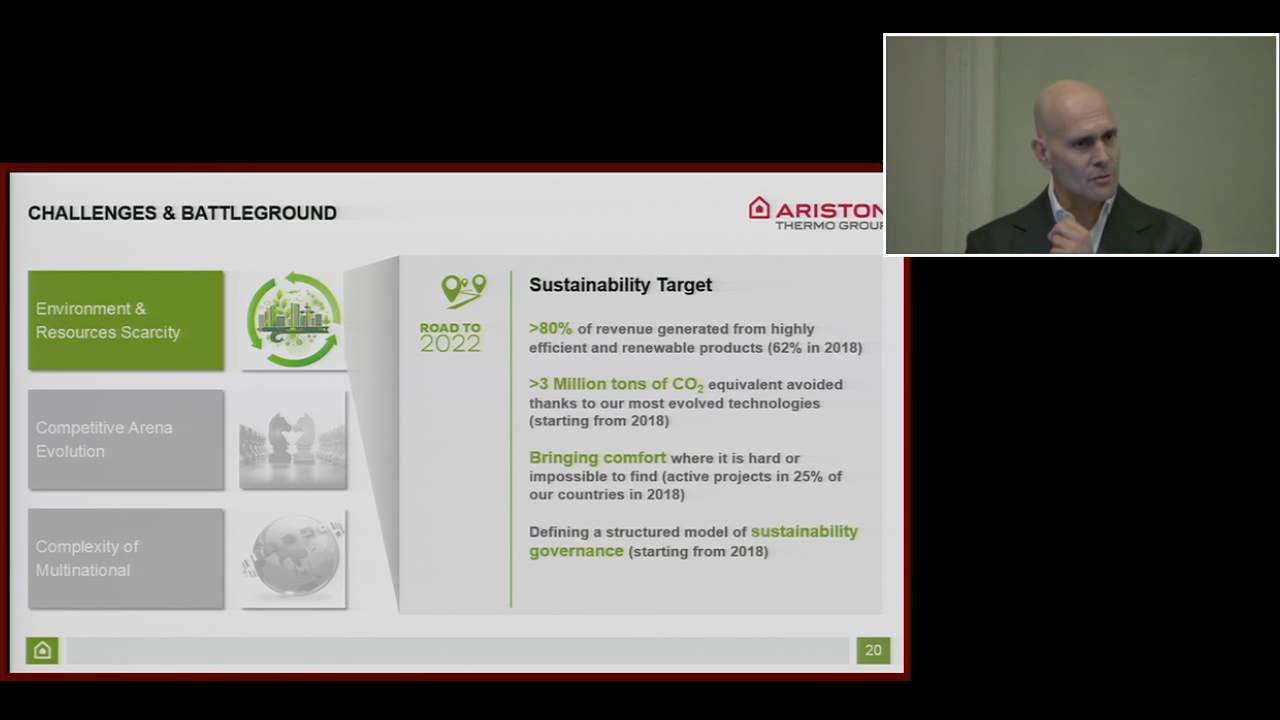 CHALLENGES & BATTLEGROUND
ARISTON
THERMO GROUP
Environment &
Resources Scarcity
Competitive Arena
Evolution
Complexity of
Multinational
ROAD TO
2022
Sustainability Target
>80% of revenue generated from highly
efficient and renewable products (62% in 2018)
>3 Million tons of CO₂ equivalent avoided
thanks to our most evolved technologies
(starting from 2018)
Bringing comfort where it is hard or
impossible to find (active projects in 25% of
our countries in 2018)
Defining a structured model of sustainability
governance (starting from 2018)
20